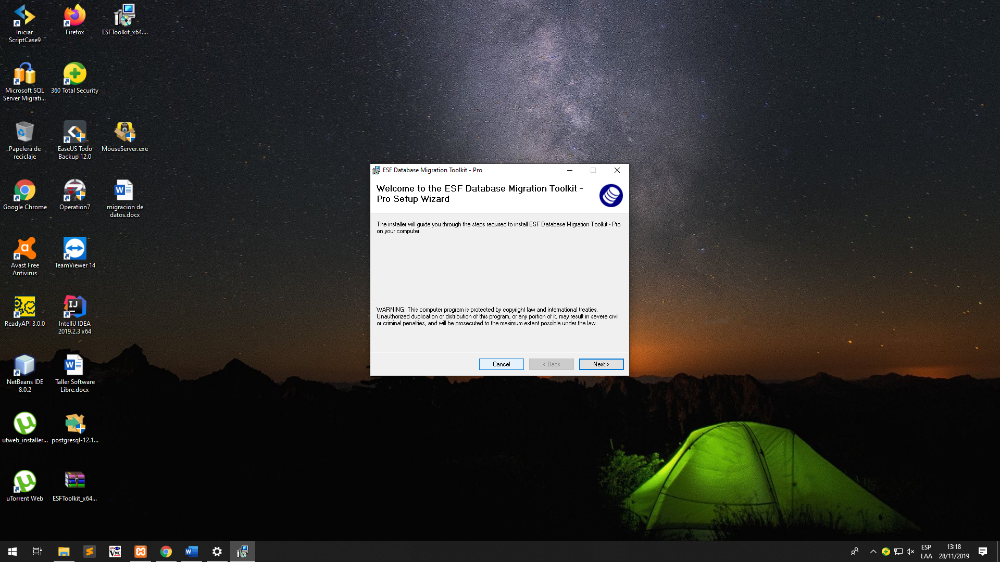 Iniciar
ScriptCase9
Firefox
ESFToolkit_x64....
Microsoft SQL
Server Migrati...
360 Total Security
Papelera de
reciclaje
EaseUS Todo
Backup 12.0
MouseServer.exe
Google Chrome
Operation7
migracion de
datos.docx
Avast Free
Antivirus
TeamViewer 14
ReadyAPI 3.0.0
IntelliJ IDEA
2019.2.3 x64
NetBeans IDE
8.0.2
Taller Software
Libre.docx
utweb_installer...
postgresql-12.1...
uTorrent Web
ESFToolkit_x64...
ESF Database Migration Toolkit - Pro
Welcome to the ESF Database Migration Toolkit -
Pro Setup Wizard
The installer will guide you through the steps required to install ESF Database Migration Toolkit - Pro
on your computer.
WARNING: This computer program is protected by copyright law and international treaties.
Unauthorized duplication or distribution of this program, or any portion of it, may result in severe civil
or criminal penalties, and will be prosecuted to the maximum extent possible under the law.
Cancel
< Back
Next >
ESP
LAA
13:18
28/11/2019